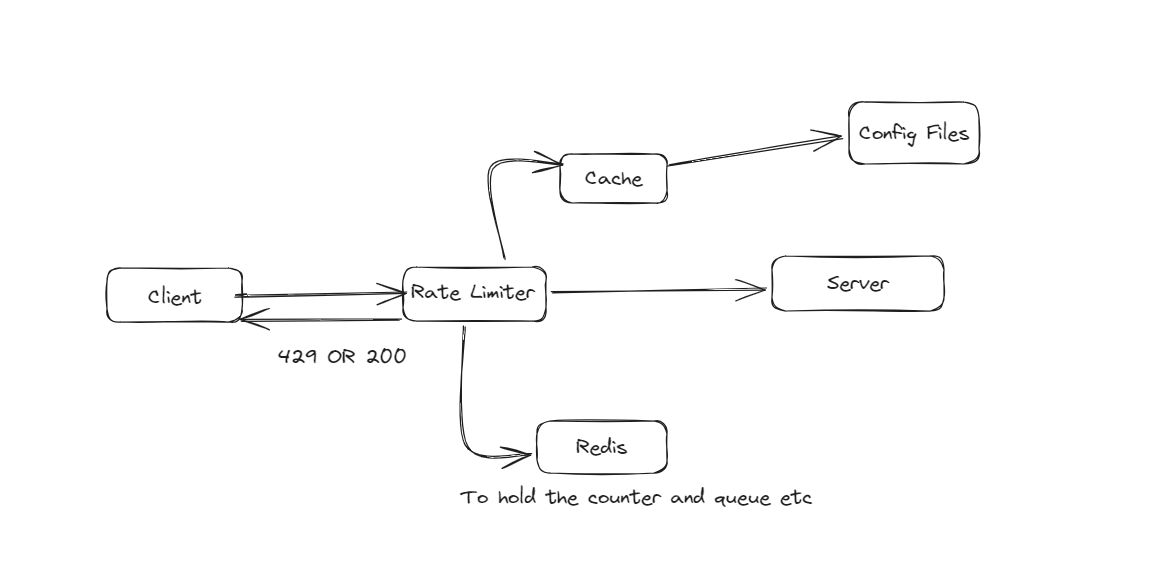 Config Files
Cache
Client
Rate Limiter
Server
429 OR 200
Redis
To hold the counter and queue etc